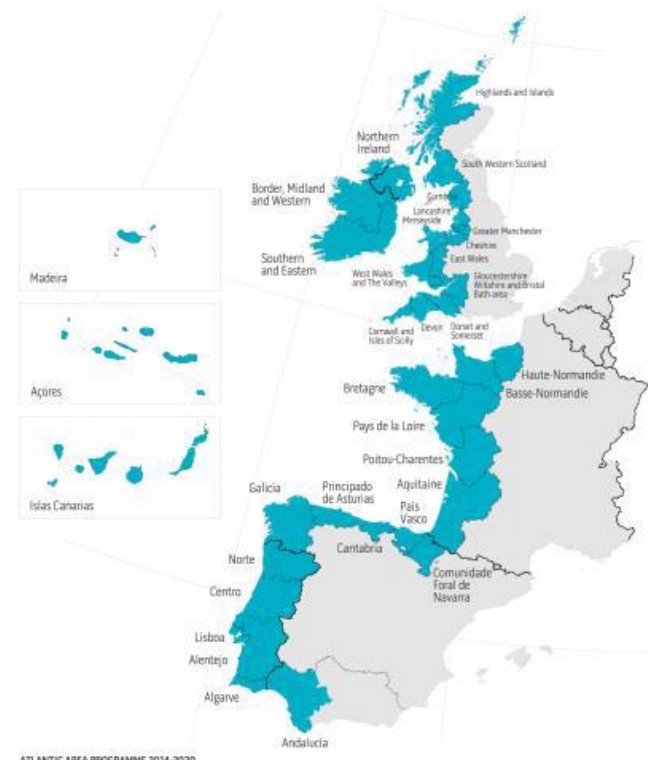 Highlands and Islands
Northern
Ireland
South Western Scotland
Border, Midland
and Western
Cumbria
Lancashire
Merseyside
Greater Manchester
Cheshire
East Wales
Southern
and Eastern
West Wales
and The Valleys
Gloucestershire
Wiltshire and Bristol
Bath area
Madeira
Cornwall and
Isles of Scilly
Devon
Dorset and
Somerset
Haute-Normandie
Basse-Normandie
Bretagne
Açores
Pays de la Loire
Poitou-Charentes
Aquitaine
Galicia
Principado
de Asturias
País
Vasco
Islas Canarias
Cantabria
Norte
Comunidade
Foral de
Navarra
Centro
Lisboa
Alentejo
Algarve
Andalucía
ATLANTIC AREA PROGRAMME 2014-2020